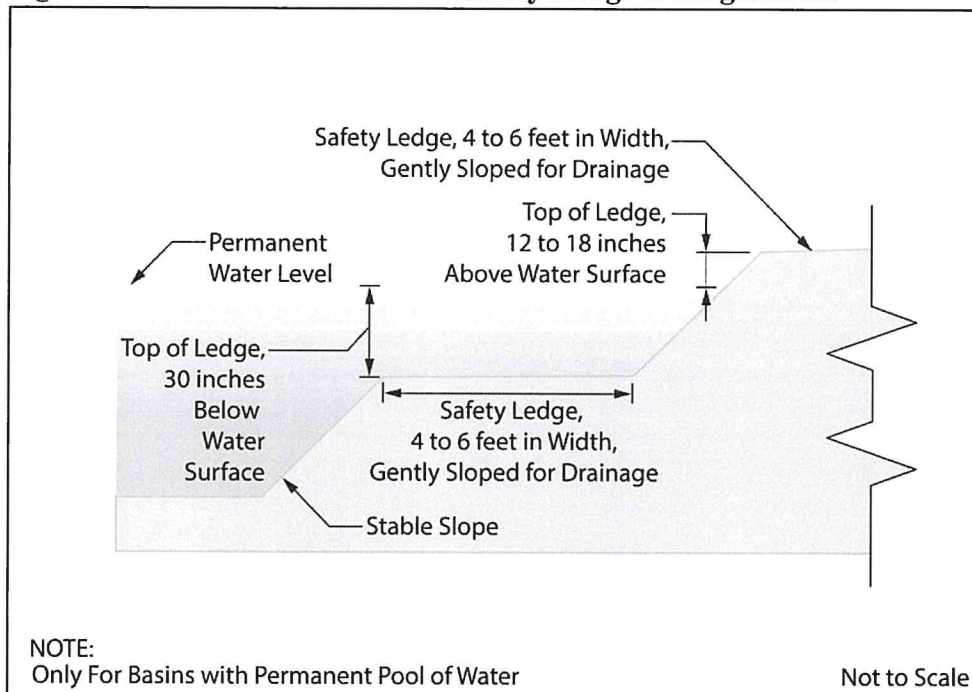 Safety Ledge, 4 to 6 feet in Width,
Gently Sloped for Drainage
Top of Ledge,
12 to 18 inches
Above Water Surface
Permanent
Water Level
Top of Ledge,
30 inches
Below
Water
Surface
Safety Ledge,
4 to 6 feet in Width,
Gently Sloped for Drainage
Stable Slope
NOTE:
Only For Basins with Permanent Pool of Water
Not to Scale